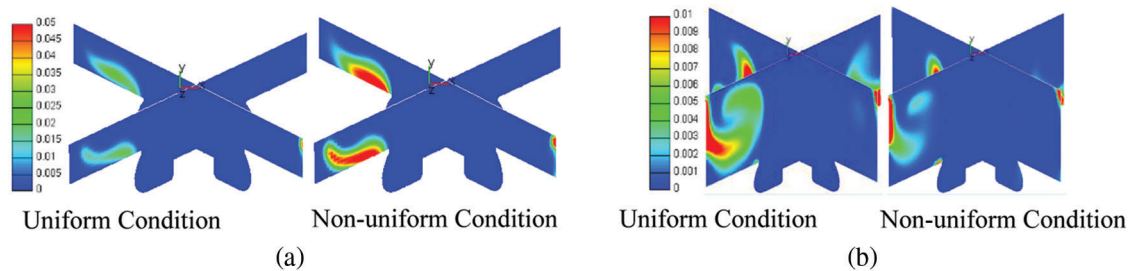 0.05
0.045
0.04
0.035
0.03
0.025
0.02
0.015
0.01
0.005
0
y
z
x
y
z
x
Uniform Condition
Non-uniform Condition
(a)
0.01
0.009
0.008
0.007
0.006
0.005
0.004
0.003
0.002
0.001
0
y
z
x
y
z
x
Uniform Condition
Non-uniform Condition
(b)